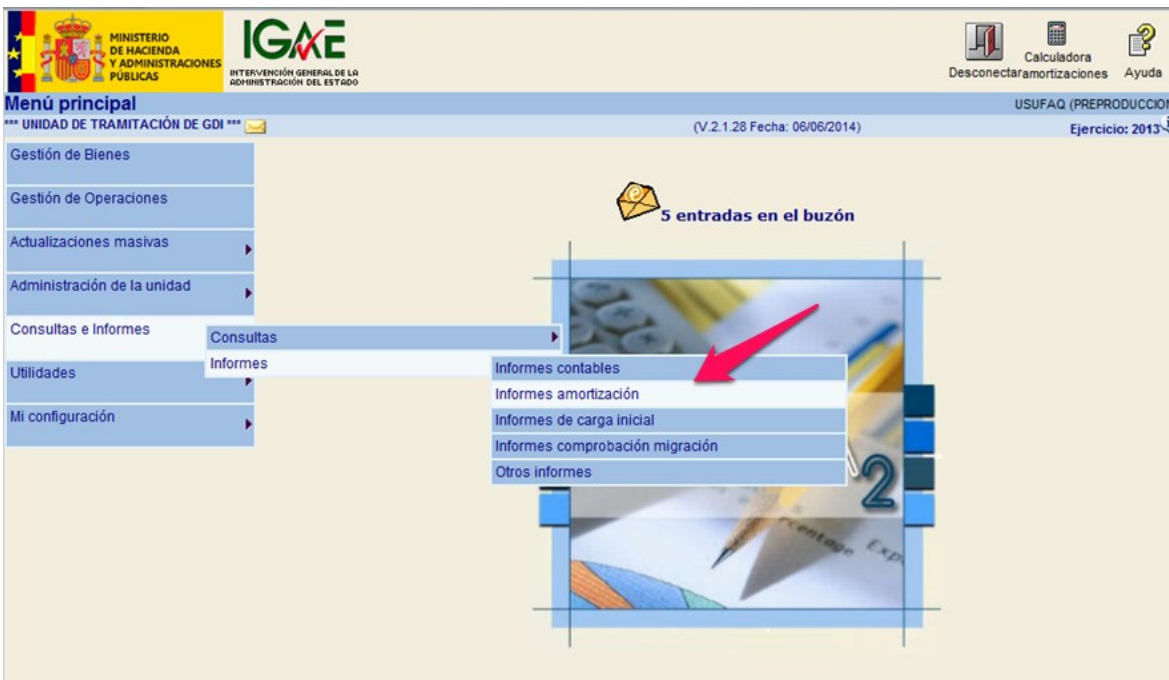 MINISTERIO
DE HACIENDA
Y ADMINISTRACIONES
PÚBLICAS
IGAE
INTERVENCIÓN GENERAL DE LA
ADMINISTRACIÓN DEL ESTADO
Desconectar
Calculadora
amortizaciones
Ayuda
Menú principal
USUFAQ (PREPRODUCCION
*** UNIDAD DE TRAMITACIÓN DE GDI ***
(V.2.1.28 Fecha: 06/06/2014)
Ejercicio: 2013
Gestión de Bienes
Gestión de Operaciones
5 entradas en el buzón
Actualizaciones masivas
Administración de la unidad
Consultas e Informes
Consultas
Informes
Informes contables
Utilidades
Informes amortización
Mi configuración
Informes de carga inicial
Informes comprobación migración
Otros informes
2